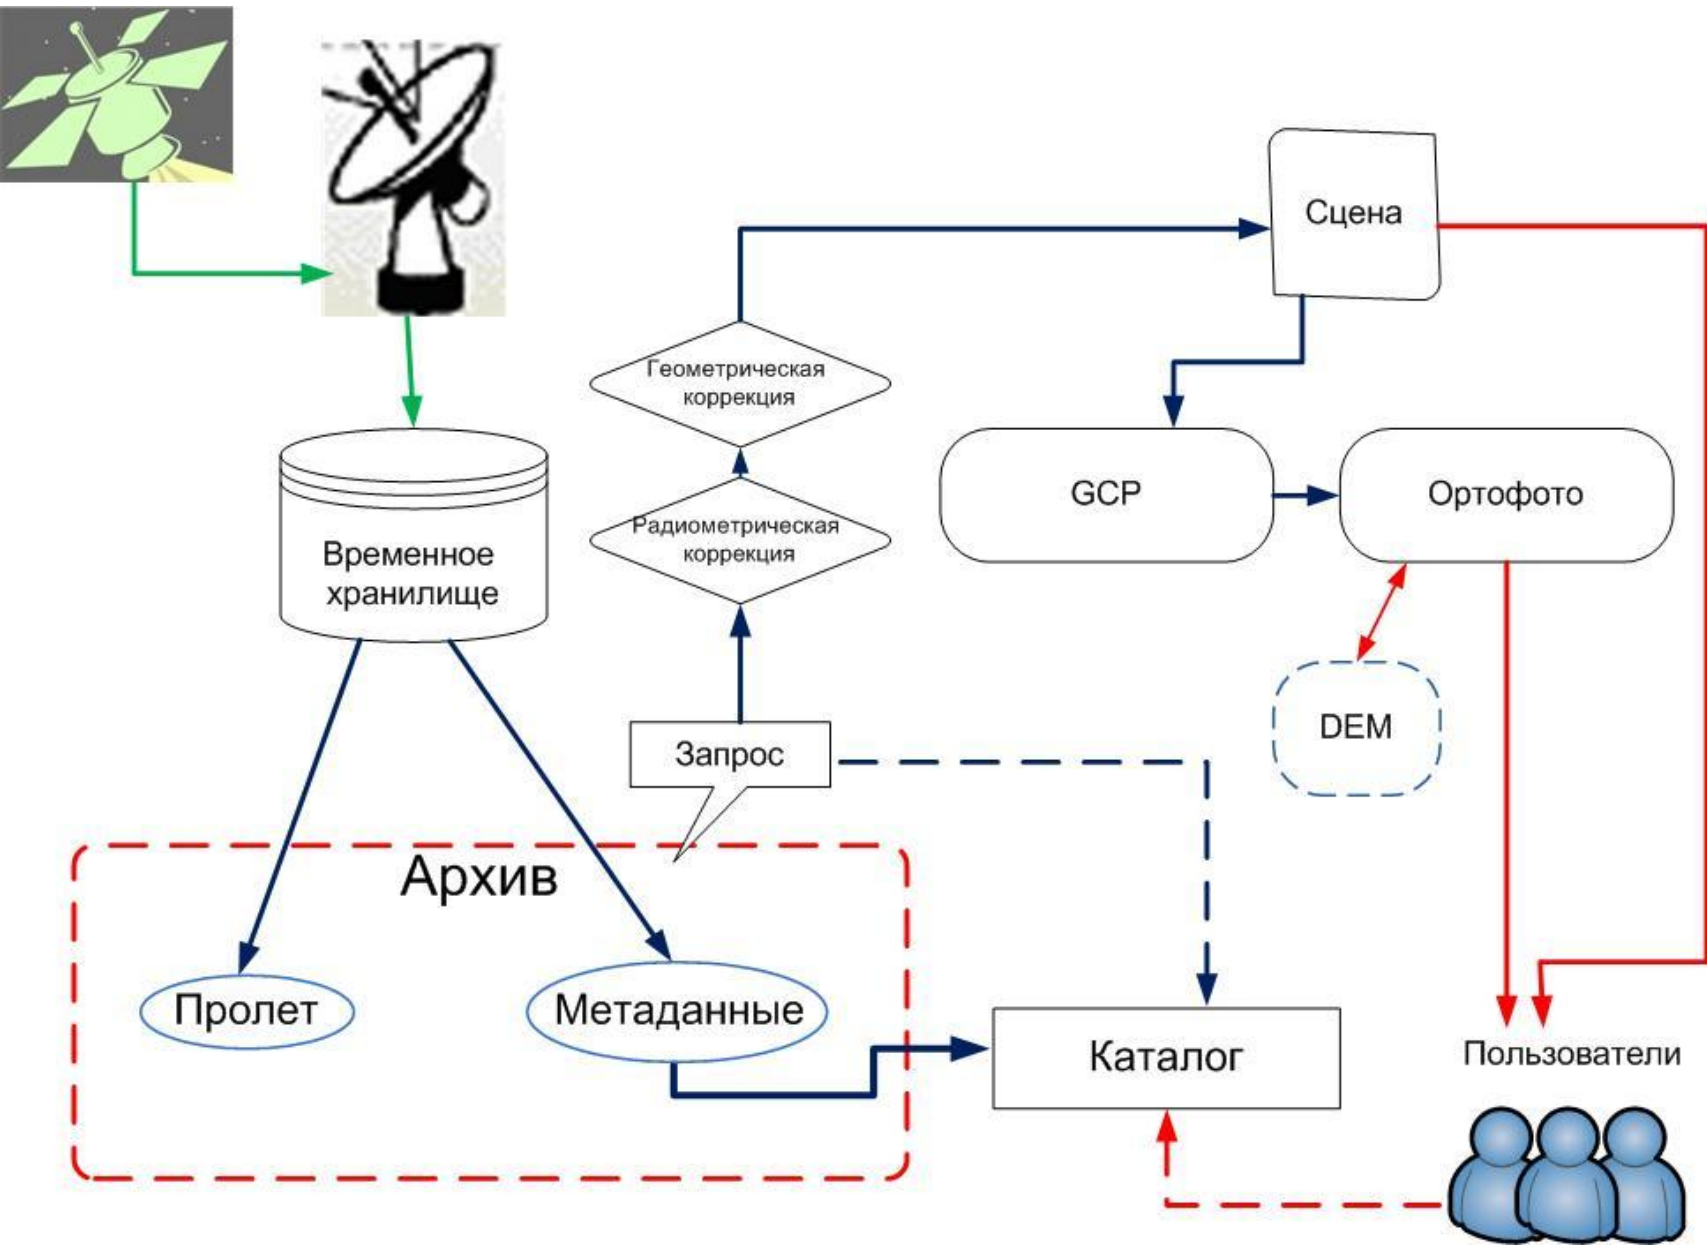 Сцена
Геометрическая
коррекция
GCP
Ортофото
Радиометрическая
коррекция
Временное
хранилище
DEM
Запрос
Архив
Пролет
Метаданные
Каталог
Пользователи